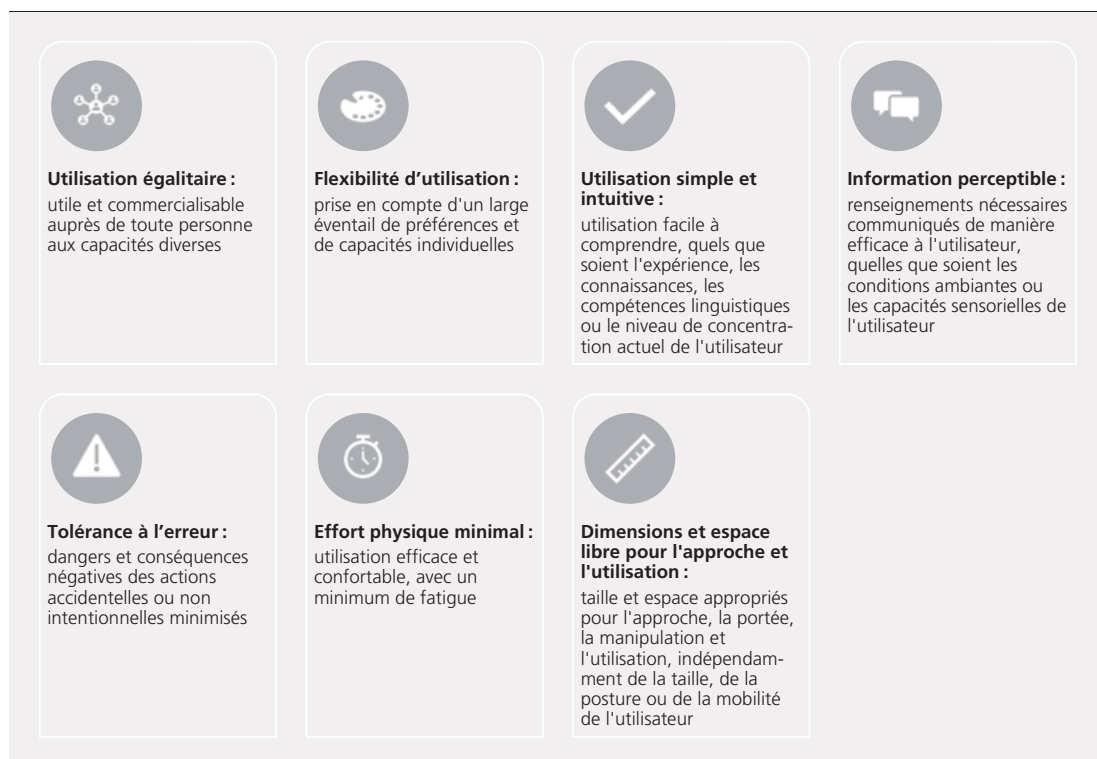 Utilisation égalitaire :
utile et commercialisable
auprès de toute personne
aux capacités diverses
Flexibilité d’utilisation :
prise en compte d'un large
éventail de préférences et
de capacités individuelles
Utilisation simple et
intuitive :
utilisation facile à
comprendre, quels que
soient l'expérience, les
connaissances, les
compétences linguistiques
ou le niveau de concentra-
tion actuel de l'utilisateur
Information perceptible :
renseignements nécessaires
communiqués de manière
efficace à l'utilisateur,
quelles que soient les
conditions ambiantes ou
les capacités sensorielles de
l'utilisateur
Tolérance à l’erreur :
dangers et conséquences
négatives des actions
accidentelles ou non
intentionnelles minimisés
Effort physique minimal :
utilisation efficace et
confortable, avec un
minimum de fatigue
Dimensions et espace
libre pour l'approche et
l'utilisation :
taille et espace appropriés
pour l'approche, la portée,
la manipulation et
l'utilisation, indépendam-
ment de la taille, de la
posture ou de la mobilité
de l'utilisateur